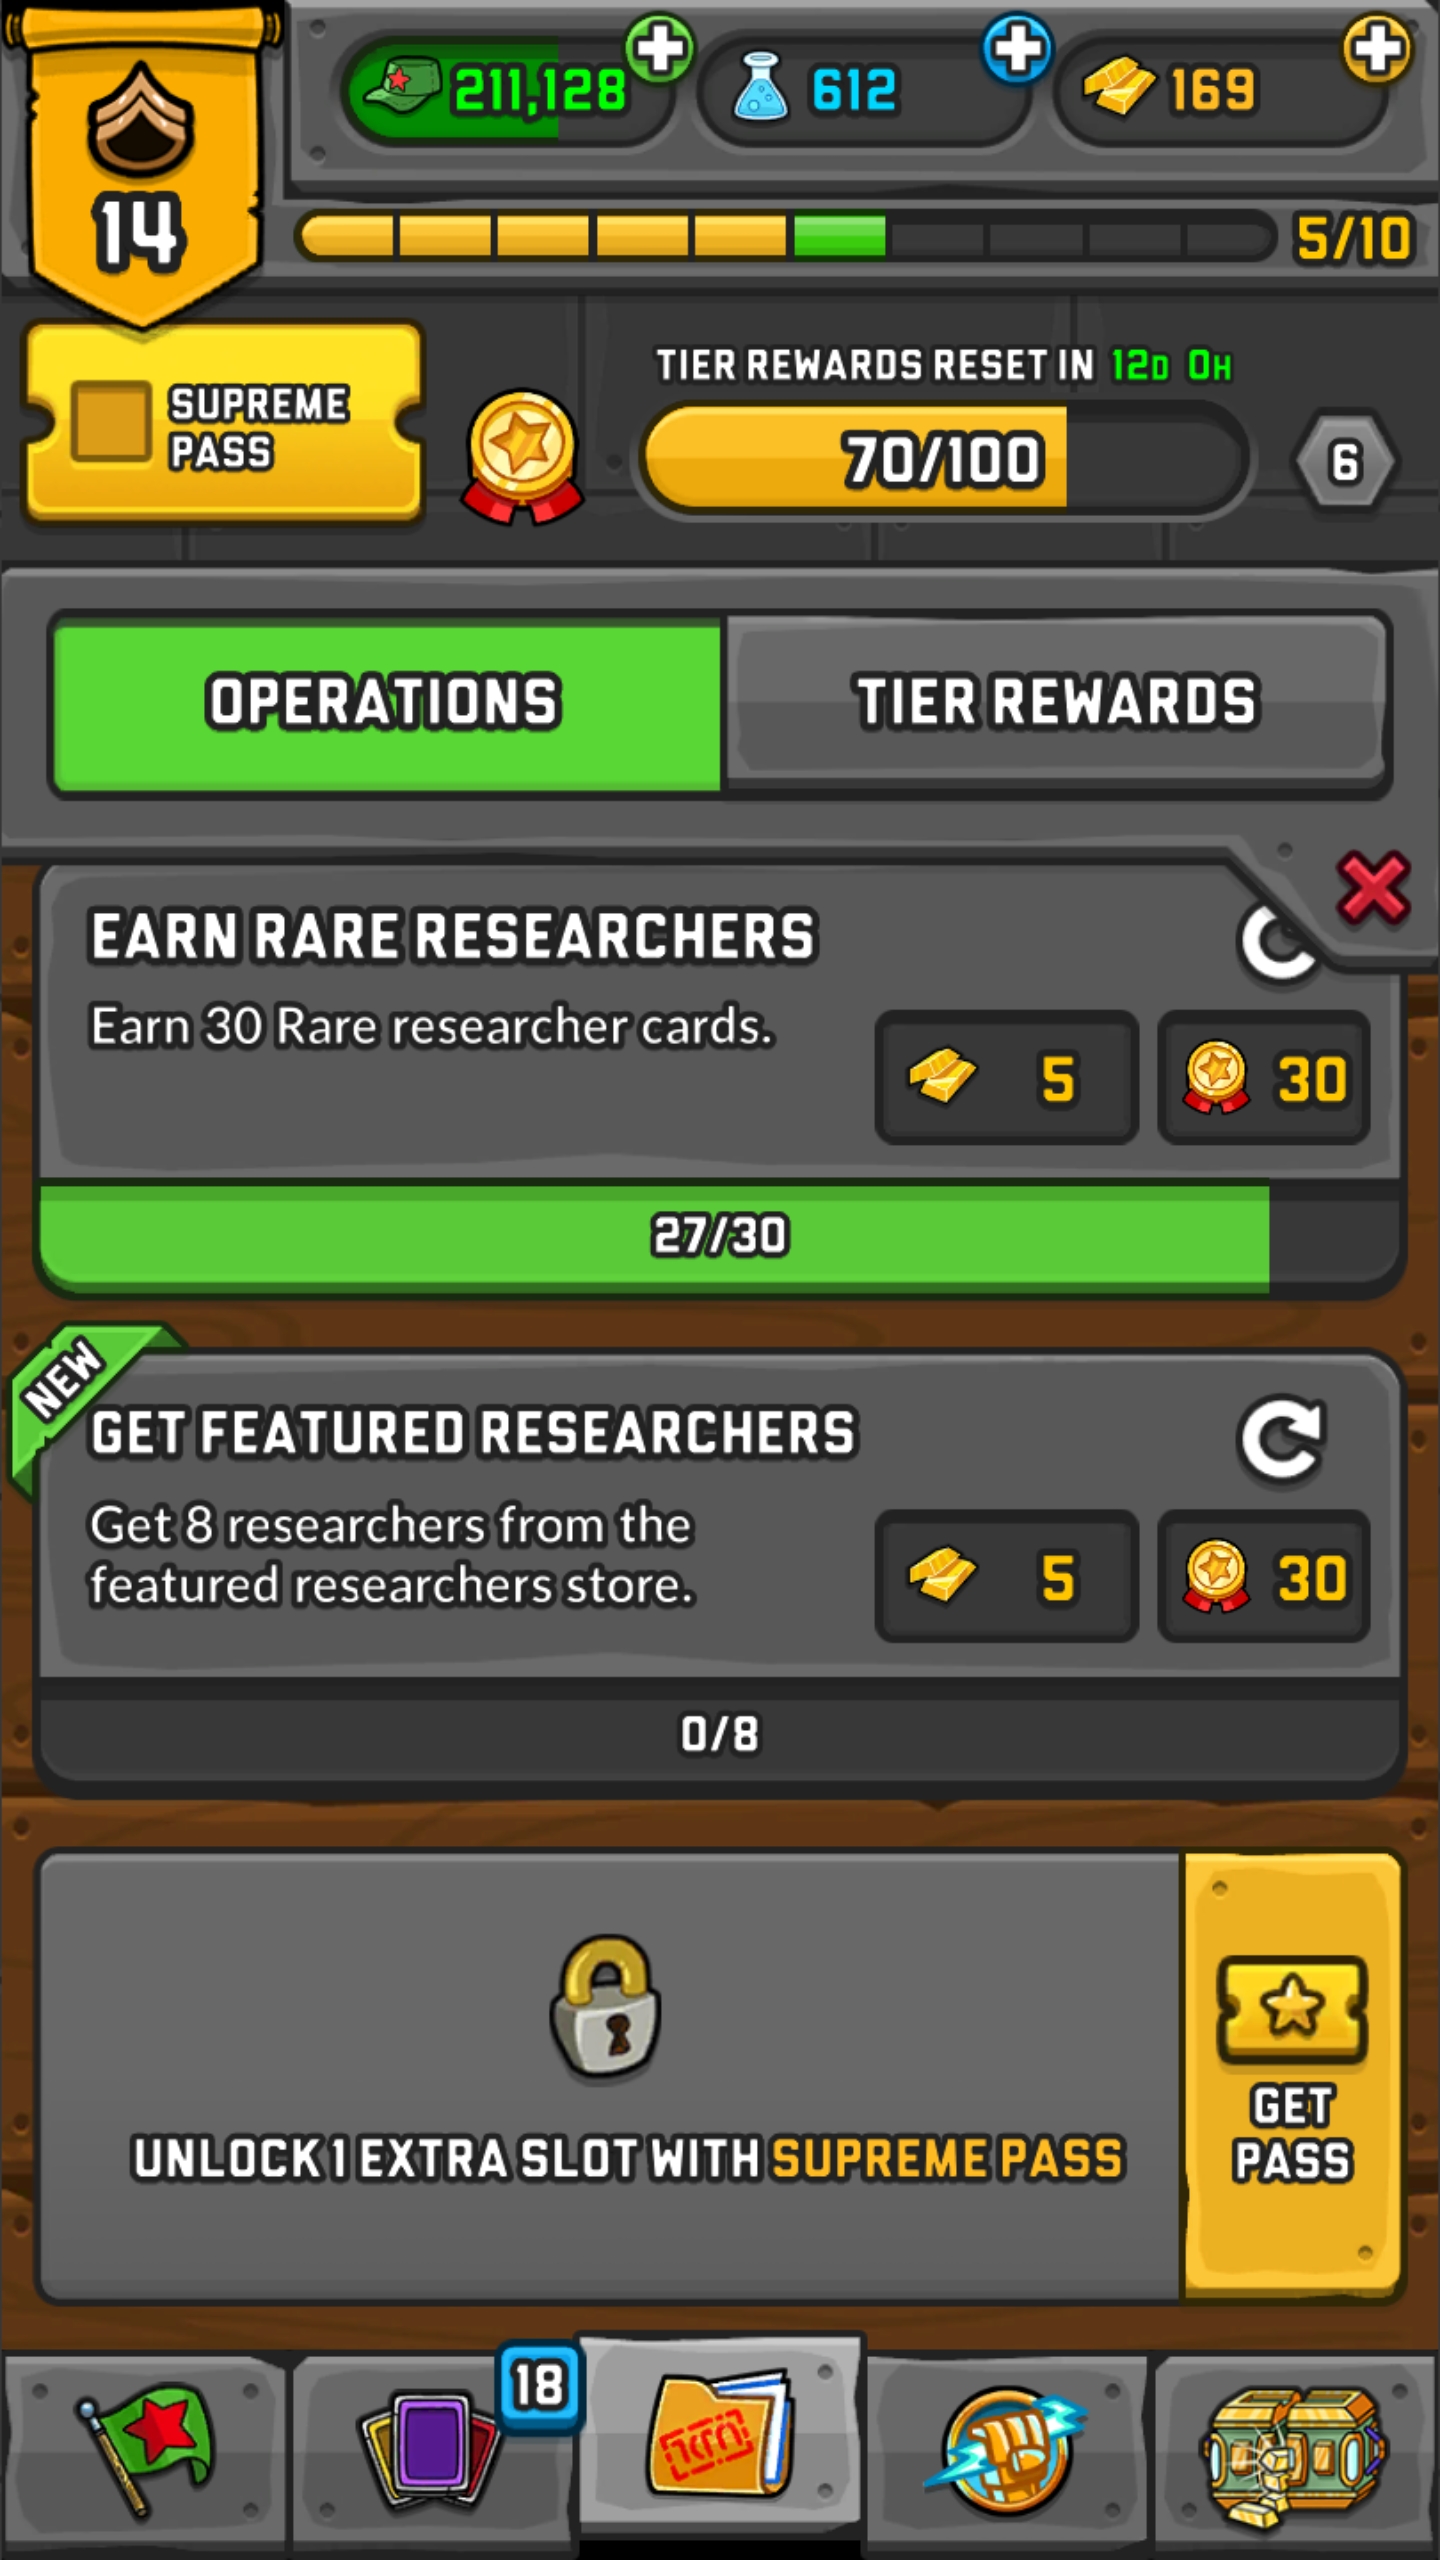 211,128
612
169
14
5/10
TIER REWARDS RESET IN 12D 0H
SUPREME
PASS
70/100
6
OPERATIONS
TIER REWARDS
EARN RARE RESEARCHERS
Earn 30 Rare researcher cards.
5
30
27/30
NEW
GET FEATURED RESEARCHERS
Get 8 researchers from the
featured researchers store.
5
30
0/8
UNLOCK 1 EXTRA SLOT WITH SUPREME PASS
GET
PASS
18